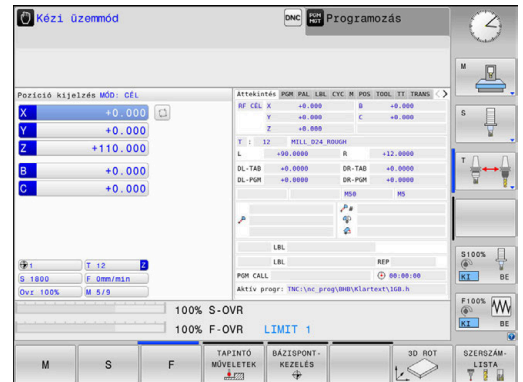 Kézi üzemmód
DNC
PGM MDT Programozás
Pozíció kijelzés MÓD: CÉL
X +0.000
Y +0.000
Z +110.000
B +0.000
C +0.000
1
T 12 Z
S 1800 F 0mm/min
Ovr 100% M 5/9
Áttekintés PGM PAL LBL CYC M POS TOOL TT TRANS
RF CÉL X +0.000 B +0.000
Y +0.000 C +0.000
Z +0.000
T : 12 MILL_D24_ROUGH
L +90.0000 R +12.0000
DL-TAB +0.0000 DR-TAB +0.0000
DL-PGM +0.0000 DR-PGM +0.0000
M50 M5
LBL
LBL REP
PGM CALL 00:00:00
Aktív progr: TNC:\nc_prog\BHB\Klartext\1GB.h
100% S-OVR
100% F-OVR LIMIT 1
M
S
F
TAPINTÓ MŰVELETEK
BÁZISPONT-KEZELÉS
3D ROT
SZERSZÁM-LISTA
M
S
T
S100%
KI BE
F100%
KI BE